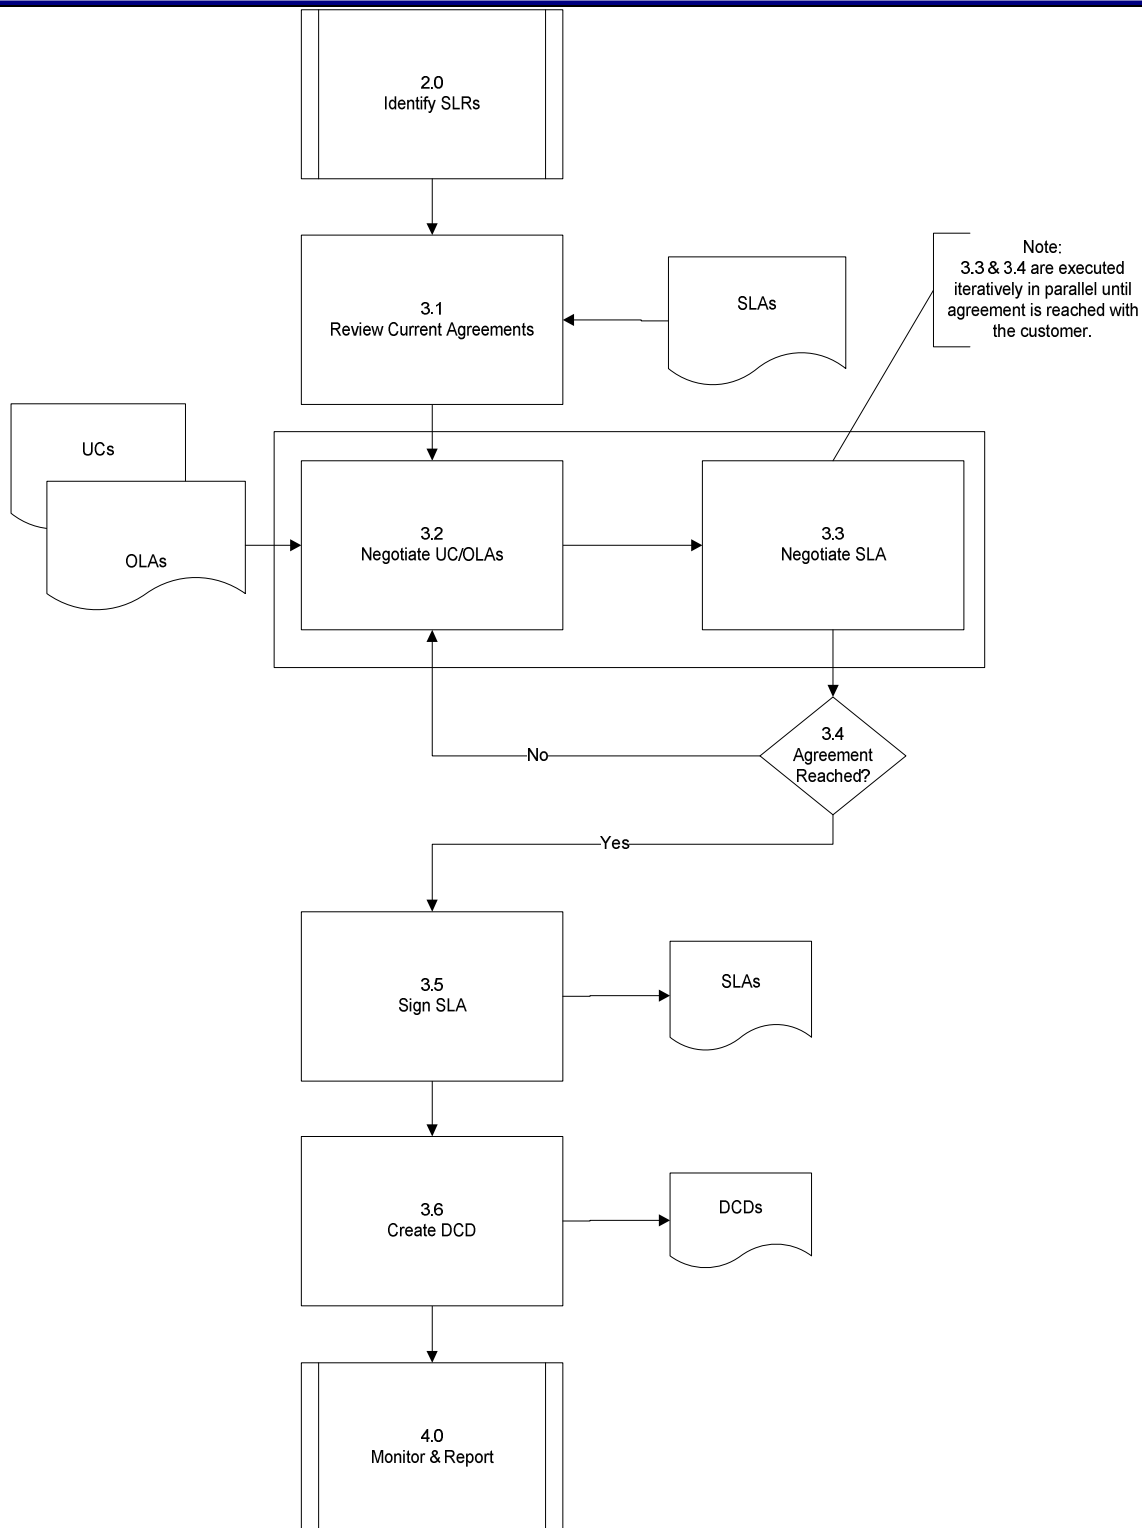 2.0
Identify SLRs
3.1
Review Current Agreements
SLAs
Note:
3.3 & 3.4 are executed
iteratively in parallel until
agreement is reached with
the customer.
UCs
OLAs
3.2
Negotiate UC/OLAs
3.3
Negotiate SLA
3.4
Agreement
Reached?
No
Yes
3.5
Sign SLA
SLAs
3.6
Create DCD
DCDs
4.0
Monitor & Report